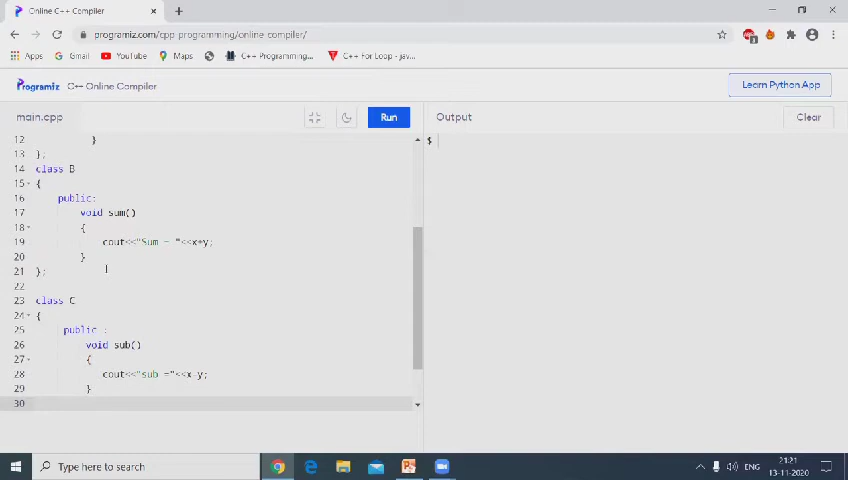 Online C++ Compiler
programiz.com/cpp-programming/online-compiler/
Apps
Gmail
YouTube
Maps
C++ Programming...
C++ For Loop - jav...
Programiz
C++ Online Compiler
Learn Python App
main.cpp
Run
Output
Clear
12 }
13 };
14 class B
15 {
16 public:
17 void sum()
18 {
19 cout<<"Sum = "<<x+y;
20 }
21 };
22
23 class C
24 {
25 public :
26 void sub()
27 {
28 cout<<"sub ="<<x-y;
29 }
30
$
Type here to search
ENG
21:21
13-11-2020